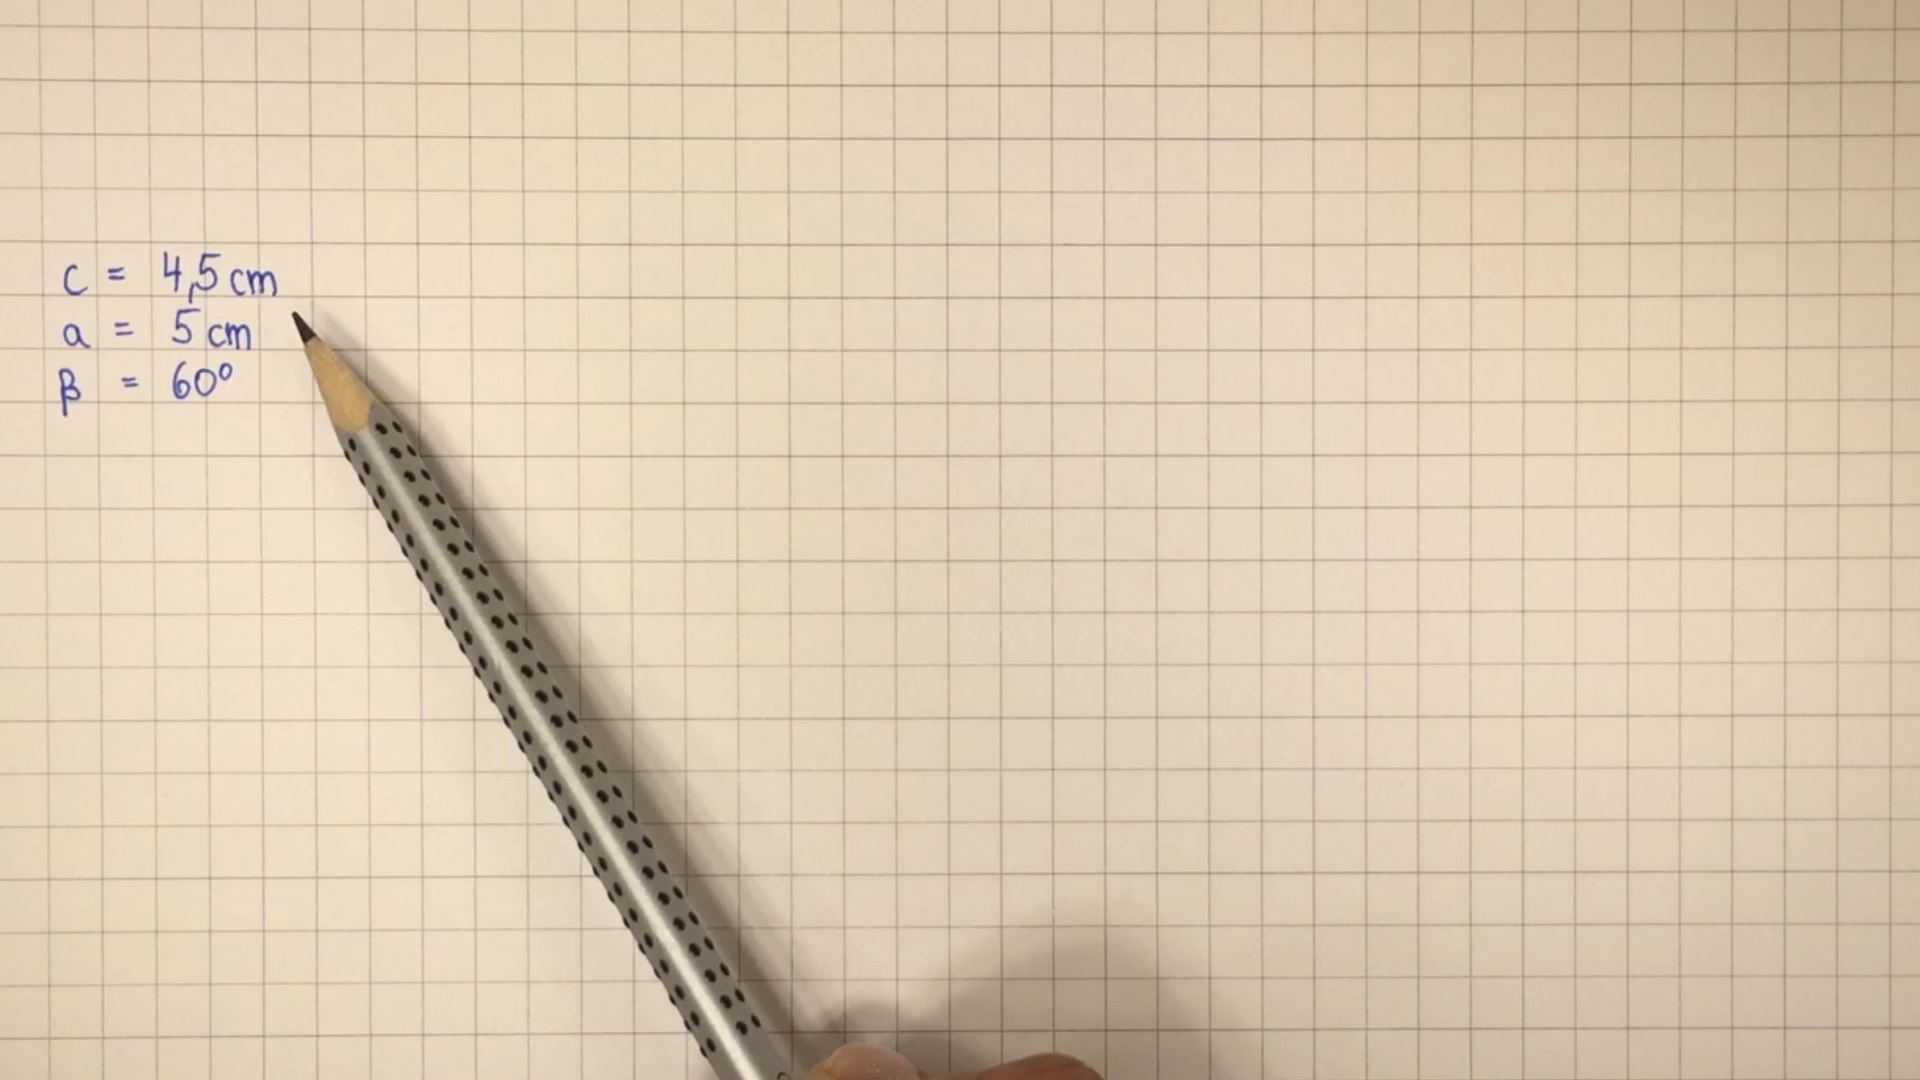 c = 4,5 cm
a = 5 cm
β = 60°